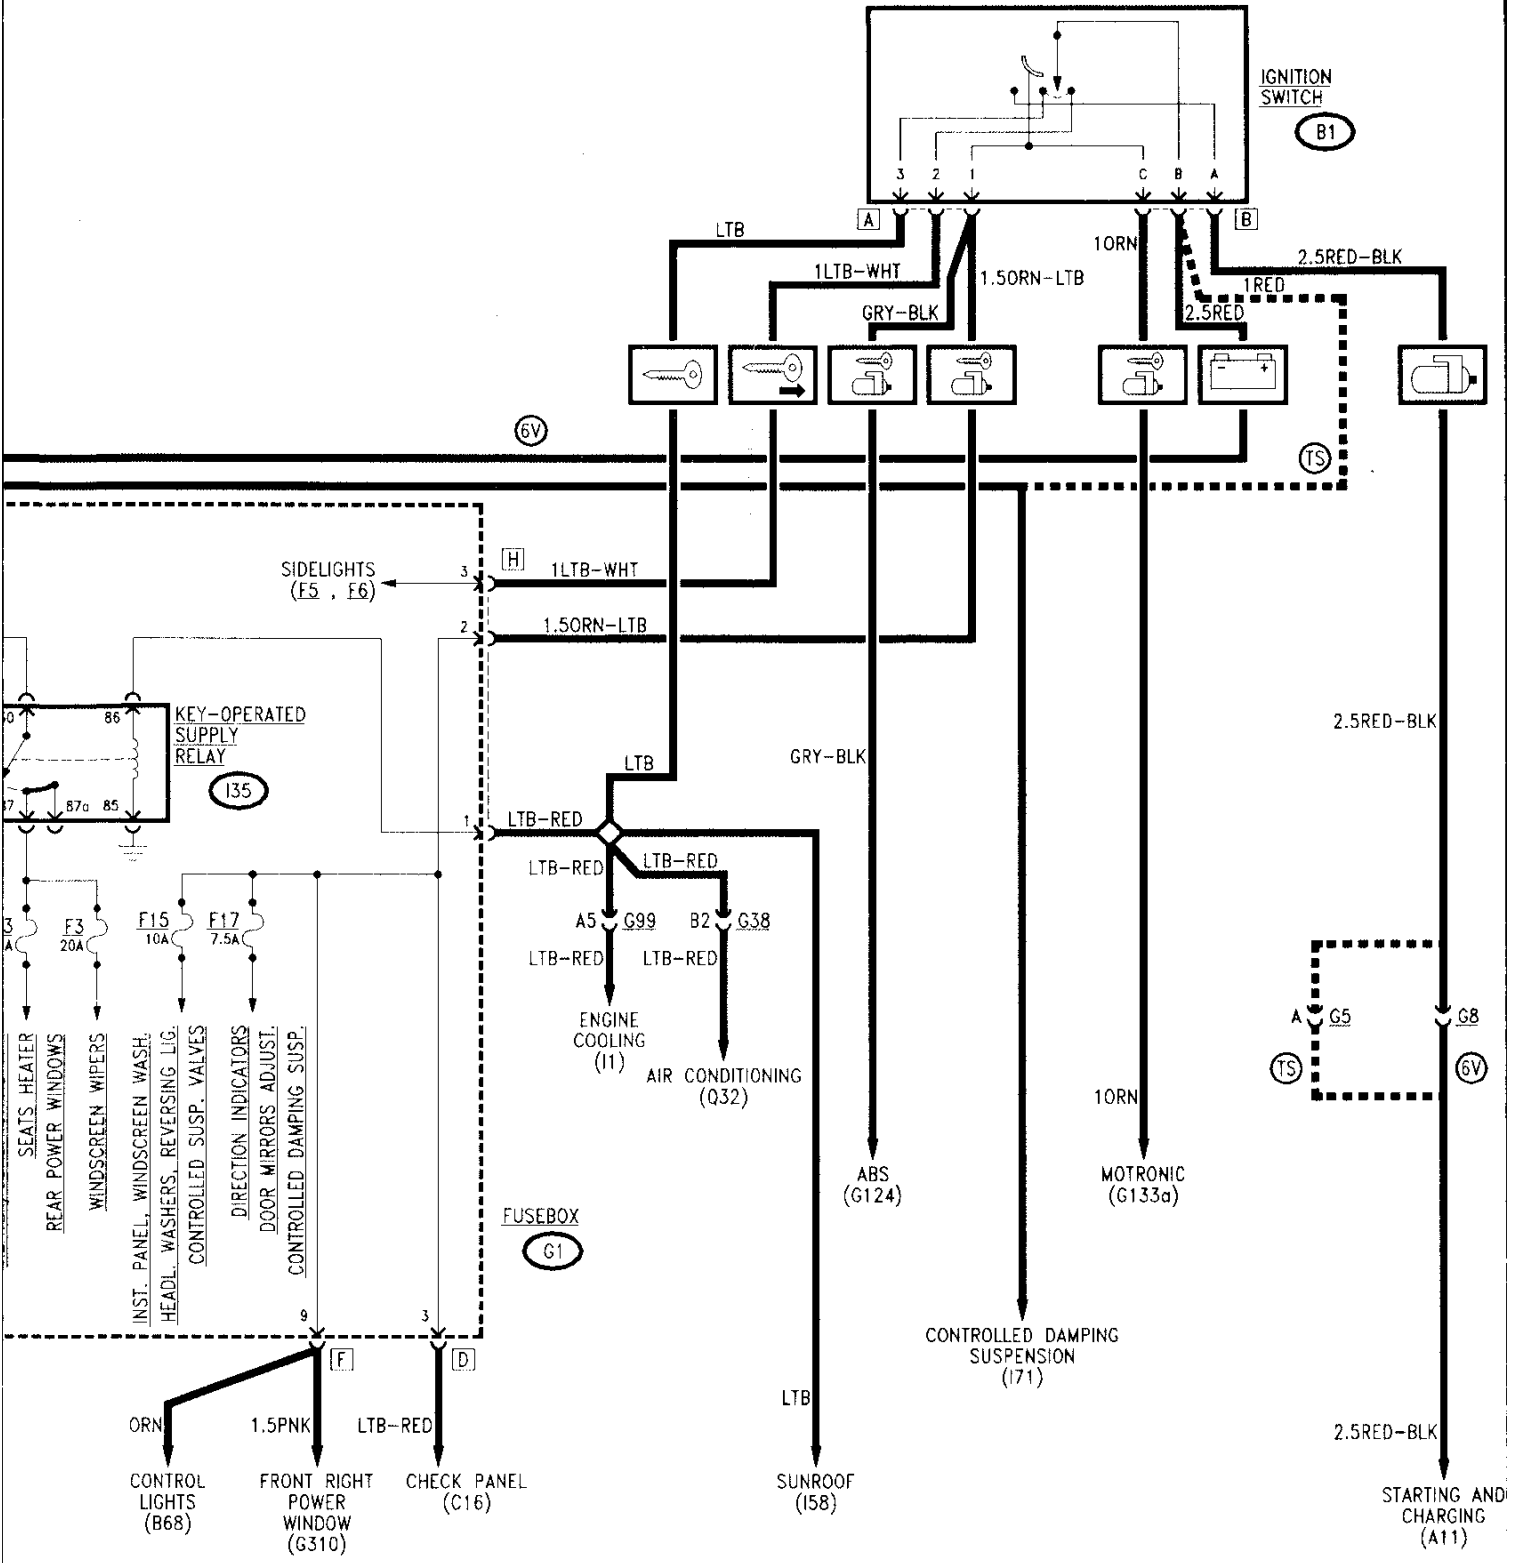 IGNITION
SWITCH
B1
3 2 1 C B A
A
B
LTB
1LTB-WHT
GRY-BLK
1.5ORN-LTB
1ORN
2.5RED
1RED
2.5RED-BLK
- +
6V
TS
H
SIDELIGHTS
(F5 , F6)
3
1LTB-WHT
2
1.5ORN-LTB
86
KEY-OPERATED
SUPPLY
RELAY
I35
87a
85
1
LTB
LTB-RED
LTB-RED
LTB-RED
GRY-BLK
2.5RED-BLK
F3
20A
F15
10A
F17
7.5A
A5 G99
B2 G38
LTB-RED
LTB-RED
ENGINE
COOLING
(I1)
AIR CONDITIONING
(Q32)
A G5
G8
TS
6V
1ORN
SEATS HEATER
REAR POWER WINDOWS
WINDSCREEN WIPERS
INST. PANEL, WINDSCREEN WASH.
HEADL. WASHERS, REVERSING LIG.
CONTROLLED SUSP. VALVES
DIRECTION INDICATORS
DOOR MIRRORS ADJUST.
CONTROLLED DAMPING SUSP.
ABS
(G124)
MOTRONIC
(G133a)
FUSEBOX
G1
9
3
F
D
CONTROLLED DAMPING
SUSPENSION
(I71)
ORN
1.5PNK
LTB-RED
LTB
2.5RED-BLK
CONTROL
LIGHTS
(B68)
FRONT RIGHT
POWER
WINDOW
(G310)
CHECK PANEL
(C16)
SUNROOF
(I58)
STARTING AND
CHARGING
(A11)